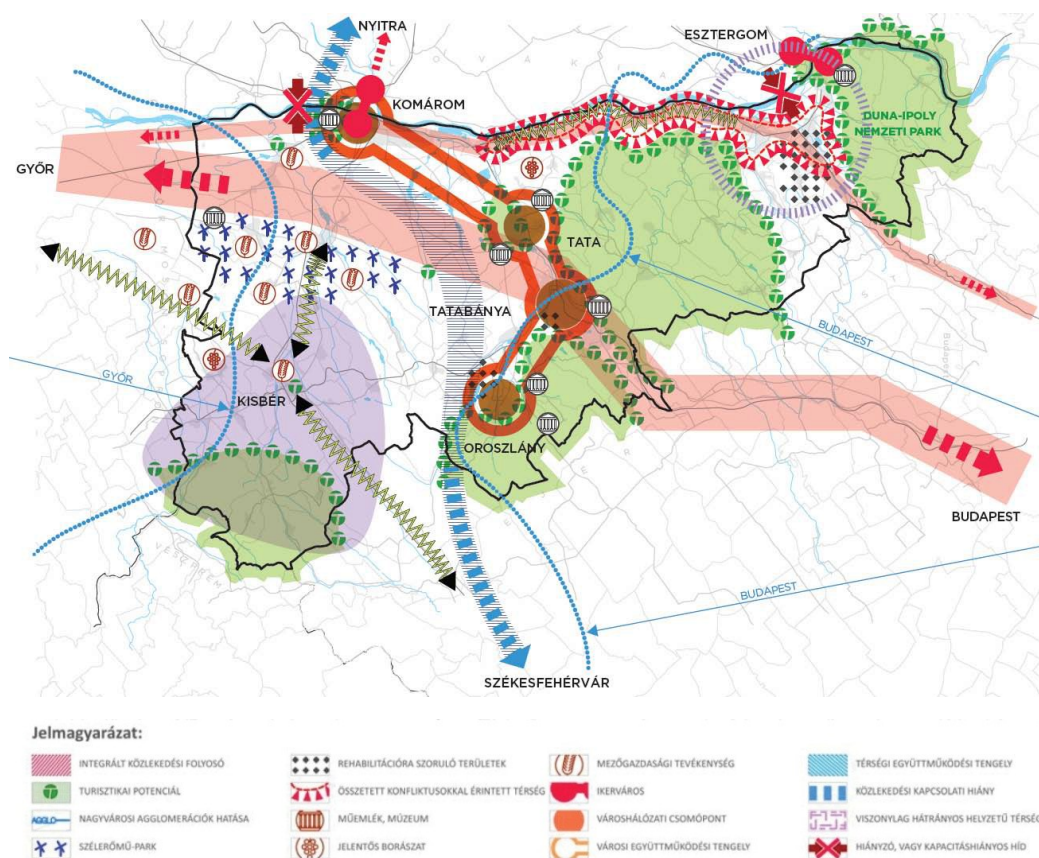 NYITRA
ESZTERGOM
SZLOVÁKIA
KOMÁROM
DUNA-IPOLY
NEMZETI PARK
GYŐR
TATA
TATABÁNYA
BUDAPEST
GYŐR
KISBÉR
OROSZLÁNY
BUDAPEST
VESZPRÉM
BUDAPEST
SZÉKESFEHÉRVÁR
Jelmagyarázat:
INTEGRÁLT KÖZLEKEDÉSI FOLYOSÓ
REHABILITÁCIÓRA SZORULÓ TERÜLETEK
MEZŐGAZDASÁGI TEVÉKENYSÉG
TÉRSÉGI EGYÜTTMŰKÖDÉSI TENGELY
TURISZTIKAI POTENCIÁL
ÖSSZETETT KONFLIKTUSOKKAL ÉRINTETT TÉRSÉG
IKERVÁROS
KÖZLEKEDÉSI KAPCSOLATI HIÁNY
AGGLO
NAGYVÁROSI AGGLOMERÁCIÓK HATÁSA
MŰEMLÉK, MÚZEUM
VÁROSHÁLÓZATI CSOMÓPONT
VISZONYLAG HÁTRÁNYOS HELYZETŰ TÉRSÉG
SZÉLERŐMŰ-PARK
JELENTŐS BORÁSZAT
VÁROSI EGYÜTTMŰKÖDÉSI TENGELY
HIÁNYZÓ, VAGY KAPACITÁSHIÁNYOS HÍD